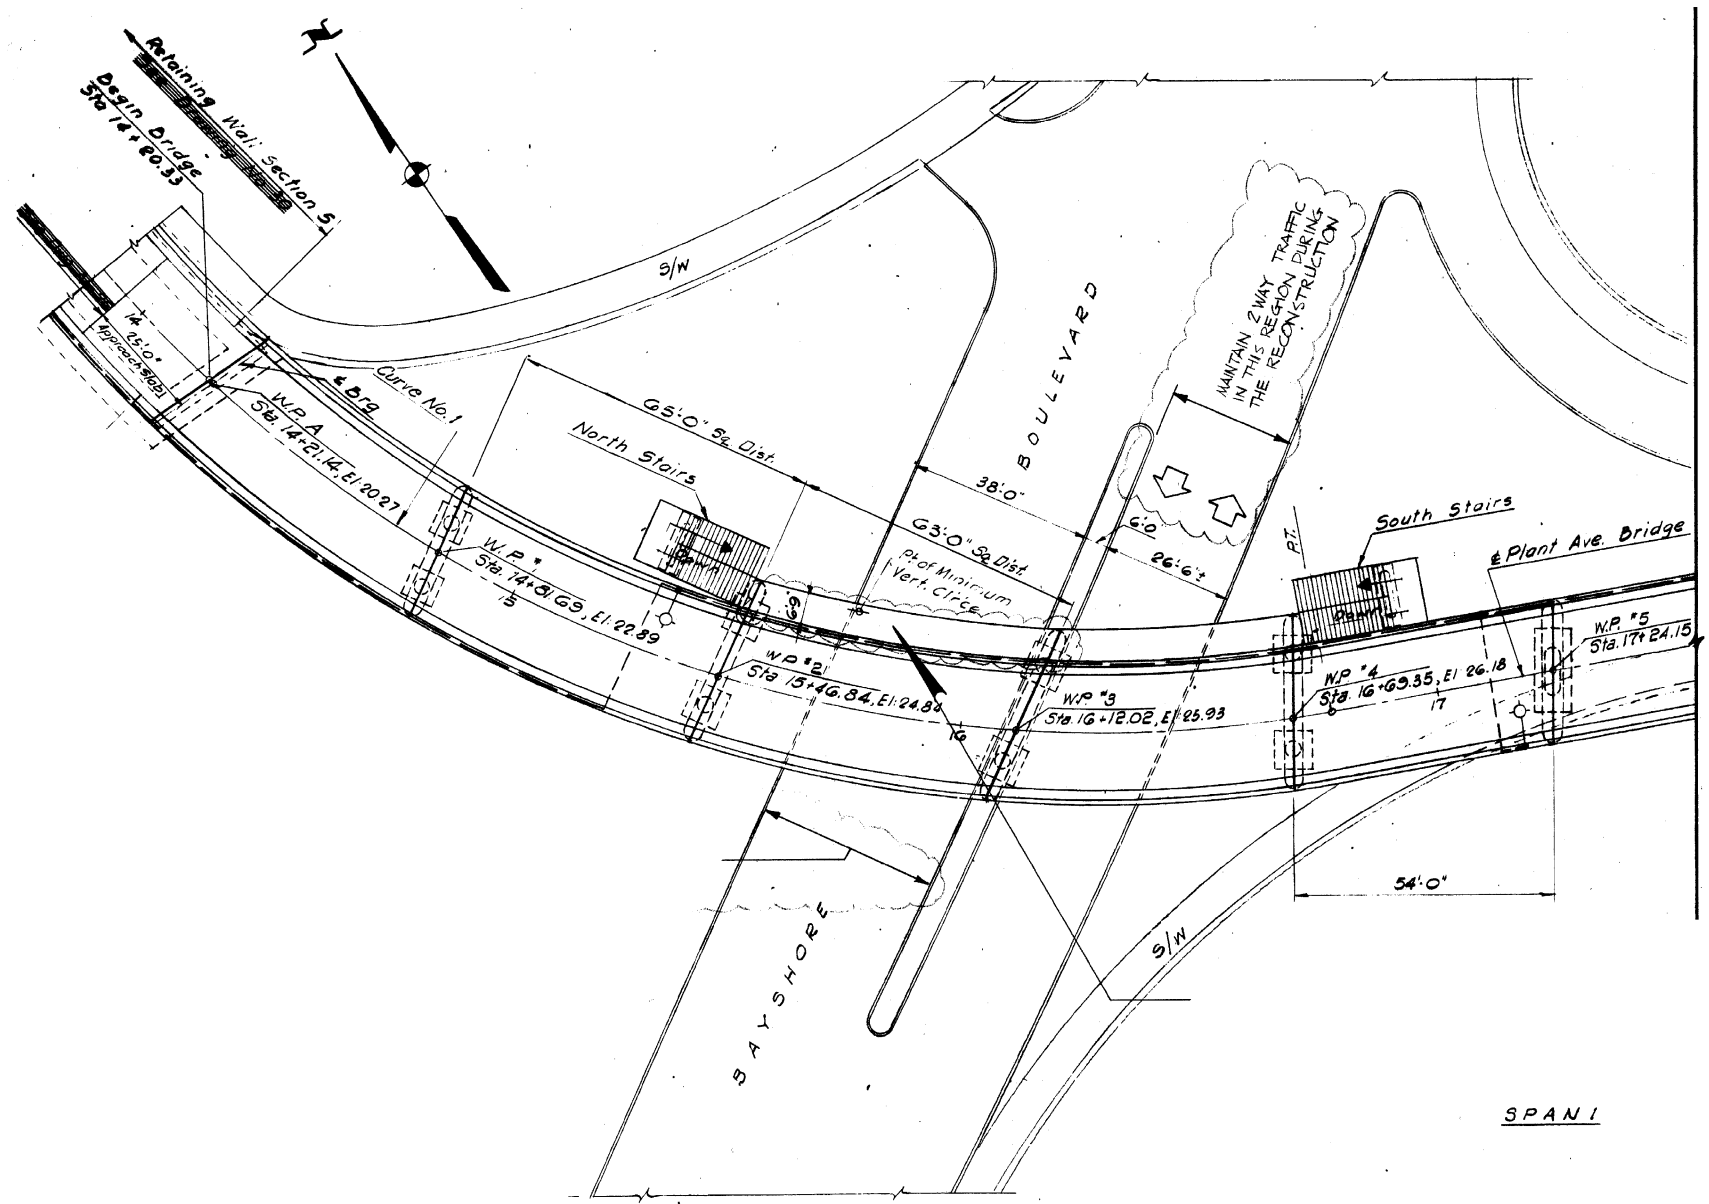 Retaining Wall Section S
Begin Bridge
Sta 14 + 20.33
S/W
14
25'-0"
Approach Slab
W.P. A
Sta. 14+21.14, El. 20.27
℄ Brg
Curve No. 1
65'-0" Sq. Dist.
North Stairs
Down
BOULEVARD
38'-0"
63'-0" Sq. Dist.
Pt. of Minimum
Vert. Cl'r'ce
6'-9"
6'-0
26'-6"±
MAINTAIN 2 WAY TRAFFIC
IN THIS REGION DURING
THE RECONSTRUCTION
P.T.
South Stairs
Down
℄ Plant Ave. Bridge
W.P. #
Sta. 14+81.69, El. 22.89
15
W.P. #2
Sta 15+46.84, El. 24.84
16
W.P. #3
Sta. 16+12.02, El. 25.93
W.P. #4
Sta. 16+69.35, El 26.18
17
W.P. #5
Sta. 17+24.15
54'-0"
S/W
BAYSHORE
SPAN 1